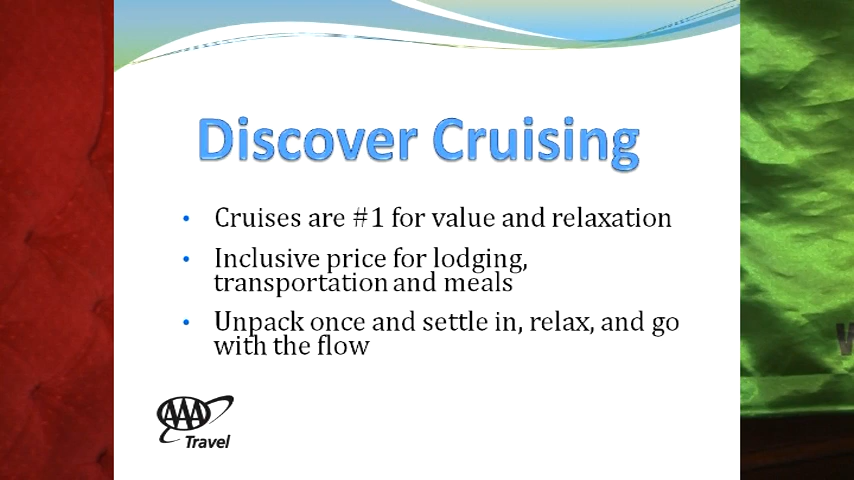 Discover Cruising
• Cruises are #1 for value and relaxation
• Inclusive price for lodging,
transportation and meals
• Unpack once and settle in, relax, and go
with the flow
AAA
Travel